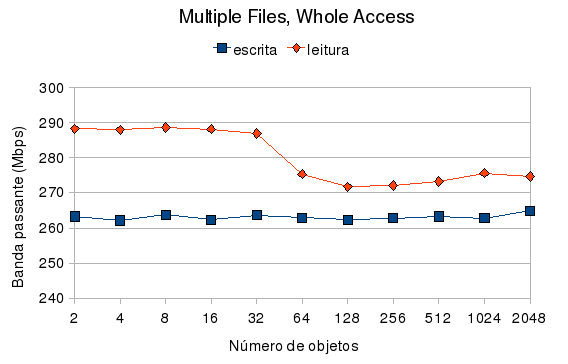 Multiple Files, Whole Access
escrita leitura
300
290
280
270
260
250
240
Banda passante (Mbps)
2 4 8 16 32 64 128 256 512 1024 2048
Número de objetos